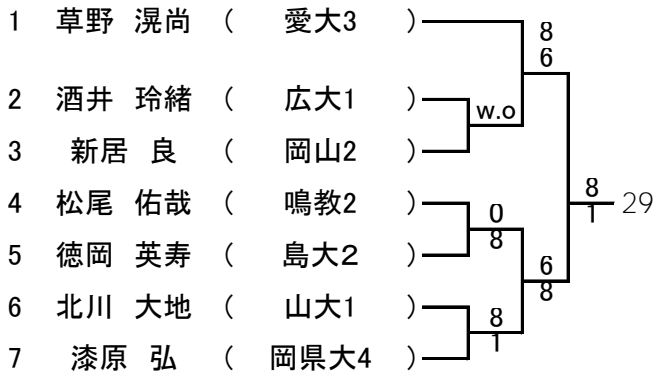 1 草野 滉尚 ( 愛大3 ) 8
6
2 酒井 玲緒 ( 広大1 ) w.o
3 新居 良 ( 岡山2 )
4 松尾 佑哉 ( 鳴教2 ) 0 8 29
8 1
5 徳岡 英寿 ( 島大２ ) 6
6 北川 大地 ( 山大1 ) 8 8
7 漆原 弘 ( 岡県大4 ) 1